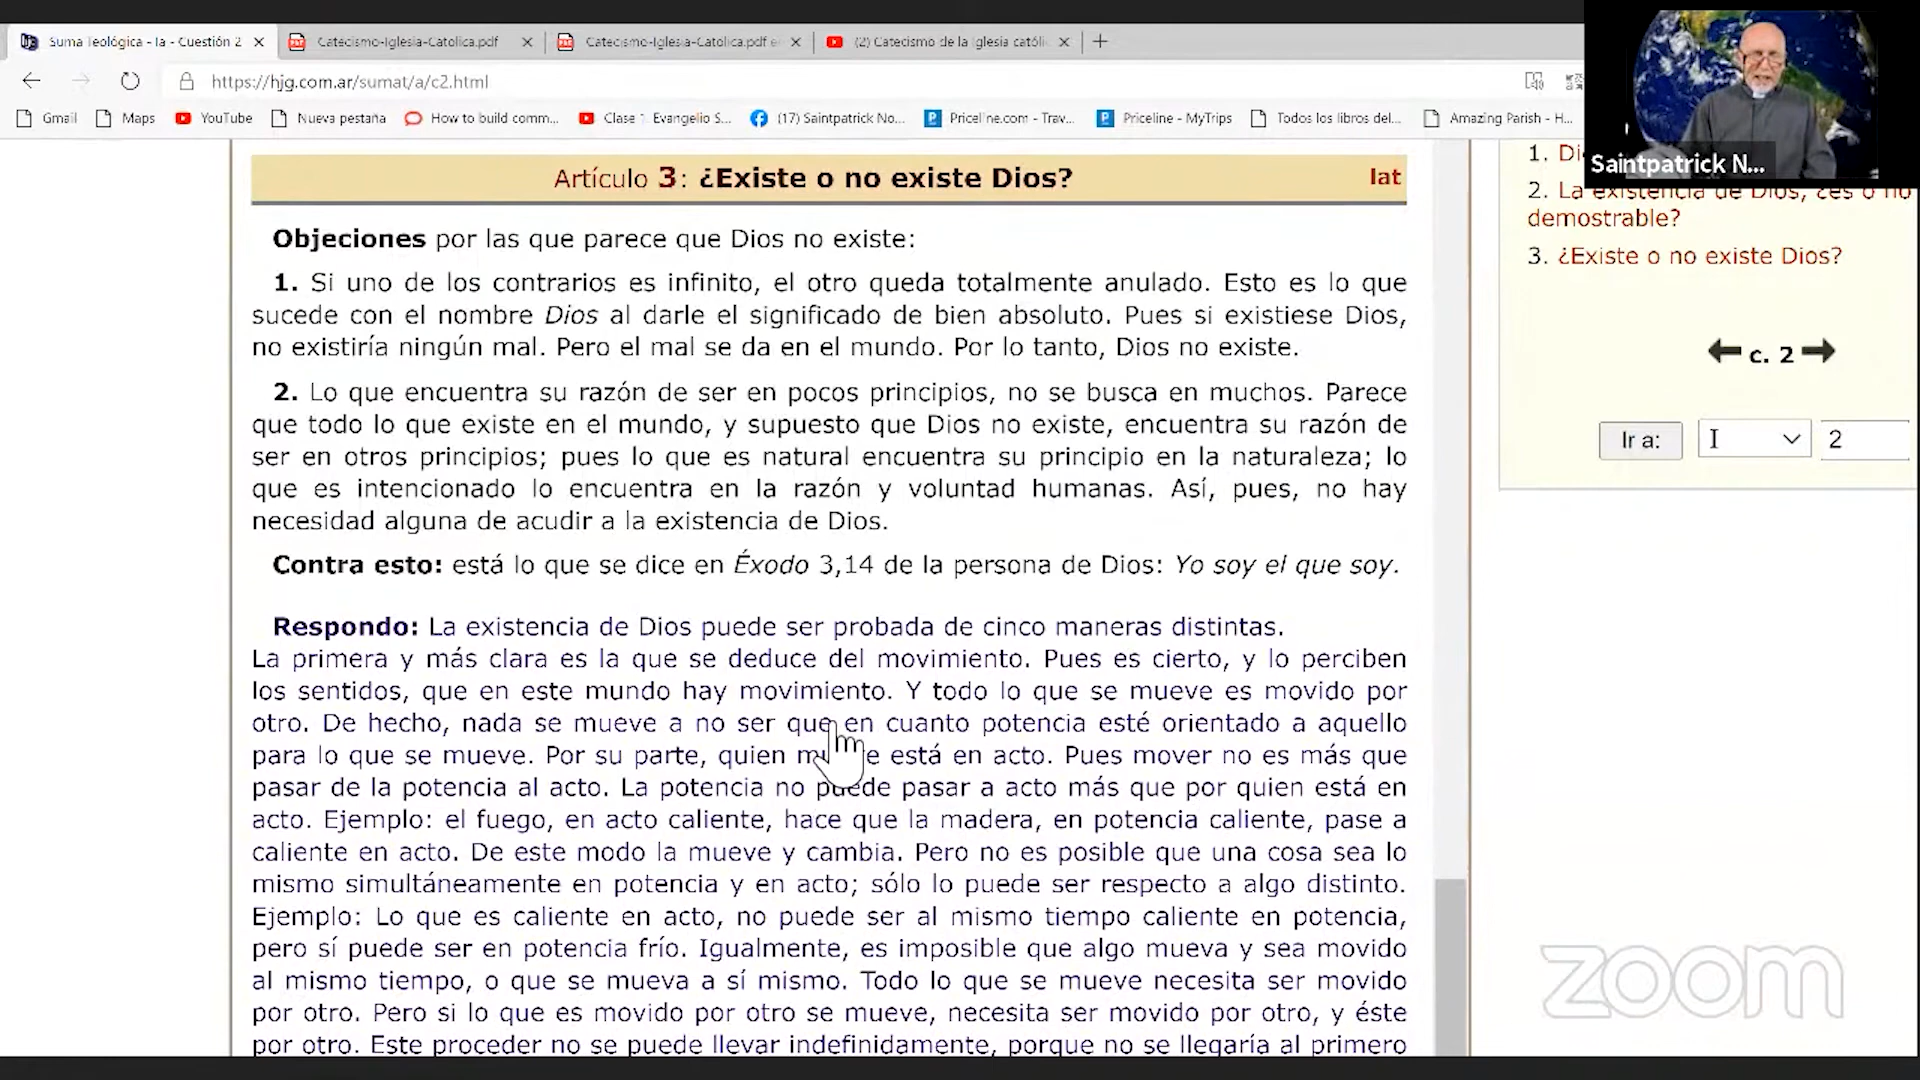 Suma Teológica - Ia - Cuestión 2
Catecismo-Iglesia-Catolica.pdf
Catecismo-Iglesia-Catolica.pdf e
(2) Catecismo de la Iglesia católi
https://hjg.com.ar/sumat/a/c2.html
Gmail
Maps
YouTube
Nueva pestaña
How to build comm...
Clase 1 Evangelio S...
(17) Saintpatrick No...
Priceline.com - Trav...
Priceline - MyTrips
Todos los libros del...
Amazing Parish - H...
Saintpatrick N...
Artículo 3: ¿Existe o no existe Dios?
lat
Objeciones por las que parece que Dios no existe:
1. Si uno de los contrarios es infinito, el otro queda totalmente anulado. Esto es lo que
sucede con el nombre Dios al darle el significado de bien absoluto. Pues si existiese Dios,
no existiría ningún mal. Pero el mal se da en el mundo. Por lo tanto, Dios no existe.
2. Lo que encuentra su razón de ser en pocos principios, no se busca en muchos. Parece
que todo lo que existe en el mundo, y supuesto que Dios no existe, encuentra su razón de
ser en otros principios; pues lo que es natural encuentra su principio en la naturaleza; lo
que es intencionado lo encuentra en la razón y voluntad humanas. Así, pues, no hay
necesidad alguna de acudir a la existencia de Dios.
Contra esto: está lo que se dice en Éxodo 3,14 de la persona de Dios: Yo soy el que soy.
Respondo: La existencia de Dios puede ser probada de cinco maneras distintas.
La primera y más clara es la que se deduce del movimiento. Pues es cierto, y lo perciben
los sentidos, que en este mundo hay movimiento. Y todo lo que se mueve es movido por
otro. De hecho, nada se mueve a no ser que en cuanto potencia esté orientado a aquello
para lo que se mueve. Por su parte, quien mueve está en acto. Pues mover no es más que
pasar de la potencia al acto. La potencia no puede pasar a acto más que por quien está en
acto. Ejemplo: el fuego, en acto caliente, hace que la madera, en potencia caliente, pase a
caliente en acto. De este modo la mueve y cambia. Pero no es posible que una cosa sea lo
mismo simultáneamente en potencia y en acto; sólo lo puede ser respecto a algo distinto.
Ejemplo: Lo que es caliente en acto, no puede ser al mismo tiempo caliente en potencia,
pero sí puede ser en potencia frío. Igualmente, es imposible que algo mueva y sea movido
al mismo tiempo, o que se mueva a sí mismo. Todo lo que se mueve necesita ser movido
por otro. Pero si lo que es movido por otro se mueve, necesita ser movido por otro, y éste
por otro. Este proceder no se puede llevar indefinidamente, porque no se llegaría al primero
1. Di
2. La existencia de Dios, ¿es o no
demostrable?
3. ¿Existe o no existe Dios?
c. 2
Ir a:
I
2
zoom